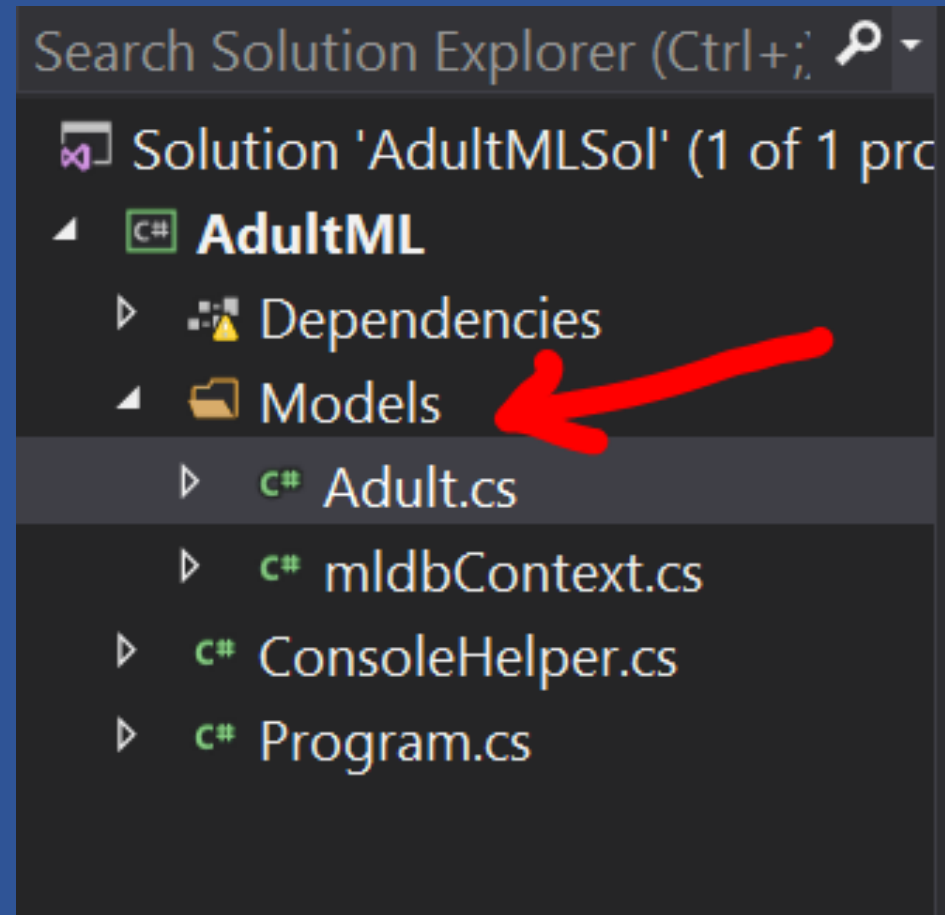 Search Solution Explorer (Ctrl+;)
Solution 'AdultMLSol' (1 of 1 pro
C# AdultML
Dependencies
Models
C# Adult.cs
C# mldbContext.cs
C# ConsoleHelper.cs
C# Program.cs